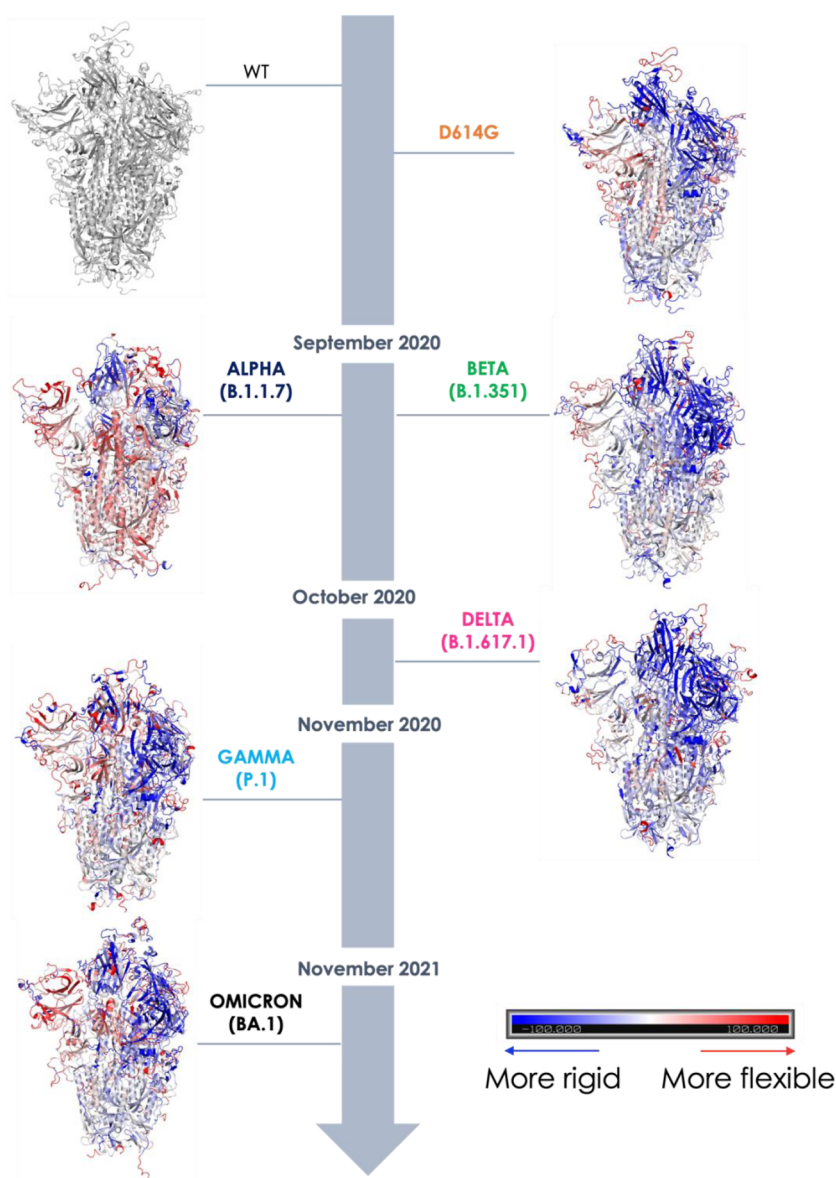 WT
D614G
September 2020
ALPHA
(B.1.1.7)
BETA
(B.1.351)
October 2020
DELTA
(B.1.617.1)
November 2020
GAMMA
(P.1)
November 2021
OMICRON
(BA.1)
-100.000 100.000
More rigid More flexible